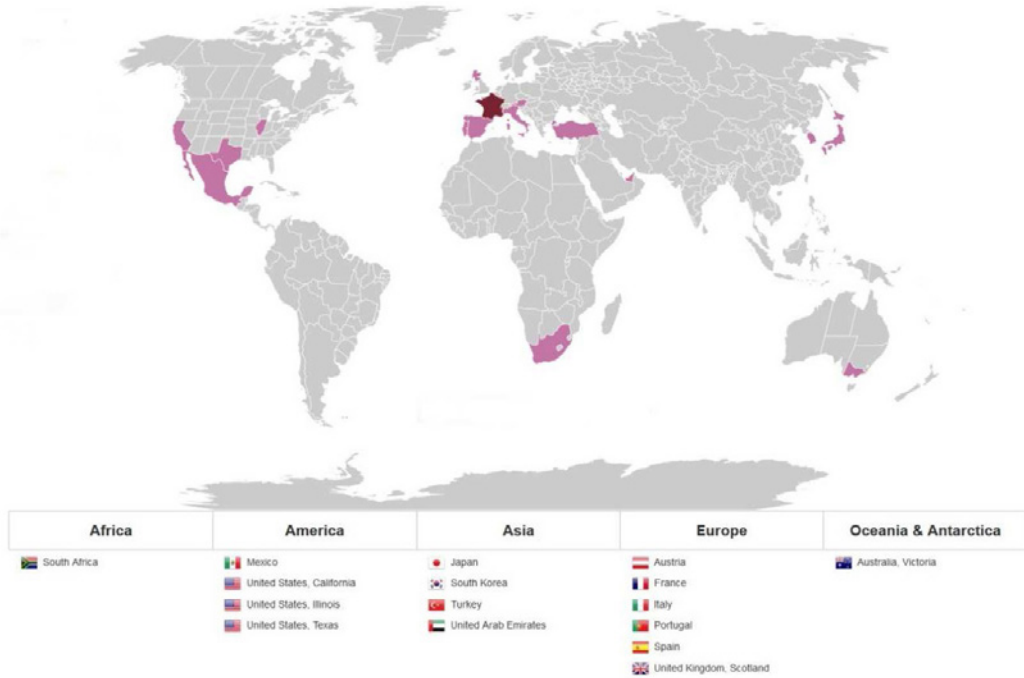 Africa
America
Asia
Europe
Oceania & Antarctica
South Africa
Mexico
United States, California
United States, Illinois
United States, Texas
Japan
South Korea
Turkey
United Arab Emirates
Austria
France
Italy
Portugal
Spain
United Kingdom, Scotland
Australia, Victoria